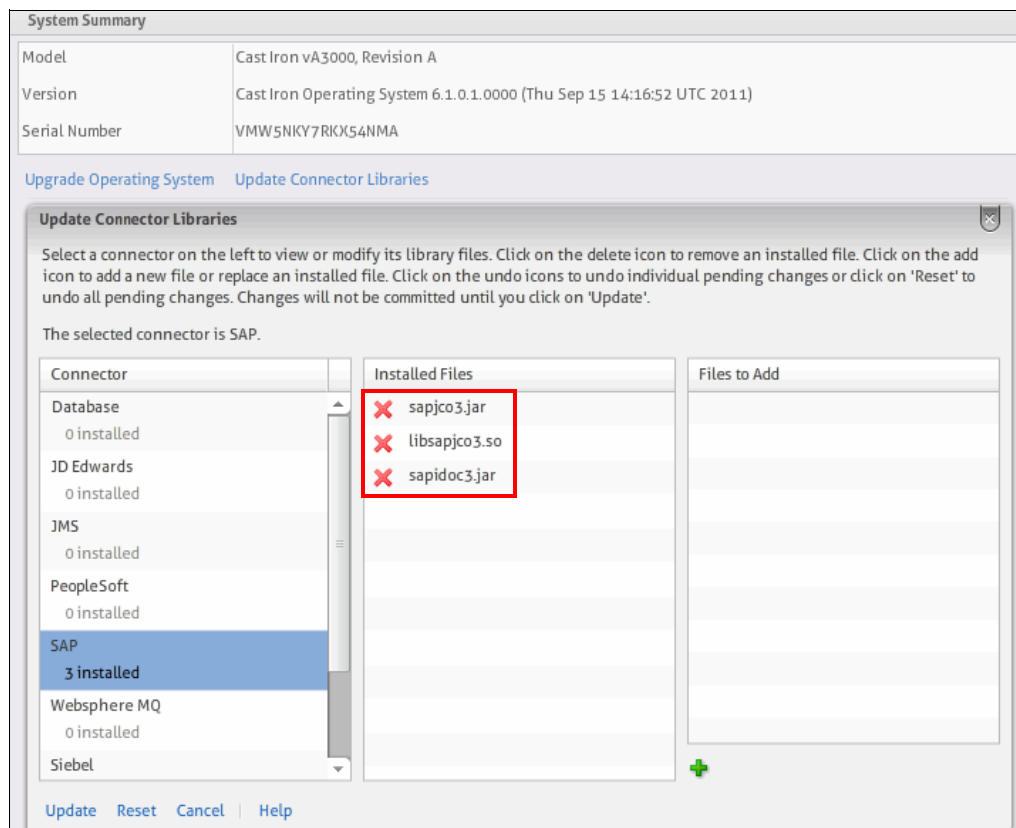 System Summary
Model Cast Iron vA3000, Revision A
Version Cast Iron Operating System 6.1.0.1.0000 (Thu Sep 15 14:16:52 UTC 2011)
Serial Number VMW5NKY7RKX54NMA
Upgrade Operating System Update Connector Libraries
Update Connector Libraries
Select a connector on the left to view or modify its library files. Click on the delete icon to remove an installed file. Click on the add
icon to add a new file or replace an installed file. Click on the undo icons to undo individual pending changes or click on 'Reset' to
undo all pending changes. Changes will not be committed until you click on 'Update'.
The selected connector is SAP.
Connector
Database
0 installed
JD Edwards
0 installed
JMS
0 installed
PeopleSoft
0 installed
SAP
3 installed
Websphere MQ
0 installed
Siebel
Installed Files
sapjco3.jar
libsapjco3.so
sapidoc3.jar
Files to Add
Update Reset Cancel Help